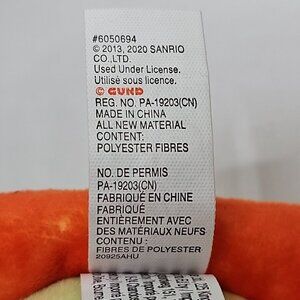 #6050694
© 2013, 2020 SANRIO
CO.,LTD.
Used Under License.
Utilisé sous licence.
© GUND
REG. NO. PA-19203(CN)
MADE IN CHINA
ALL NEW MATERIAL
CONTENT:
POLYESTER FIBRES
NO. DE PERMIS
PA-19203(CN)
FABRIQUÉ EN CHINE
FABRIQUÉ
ENTIÈREMENT AVEC
DES MATÉRIAUX NEUFS
CONTENU :
FIBRES DE POLYESTER
20925AHU